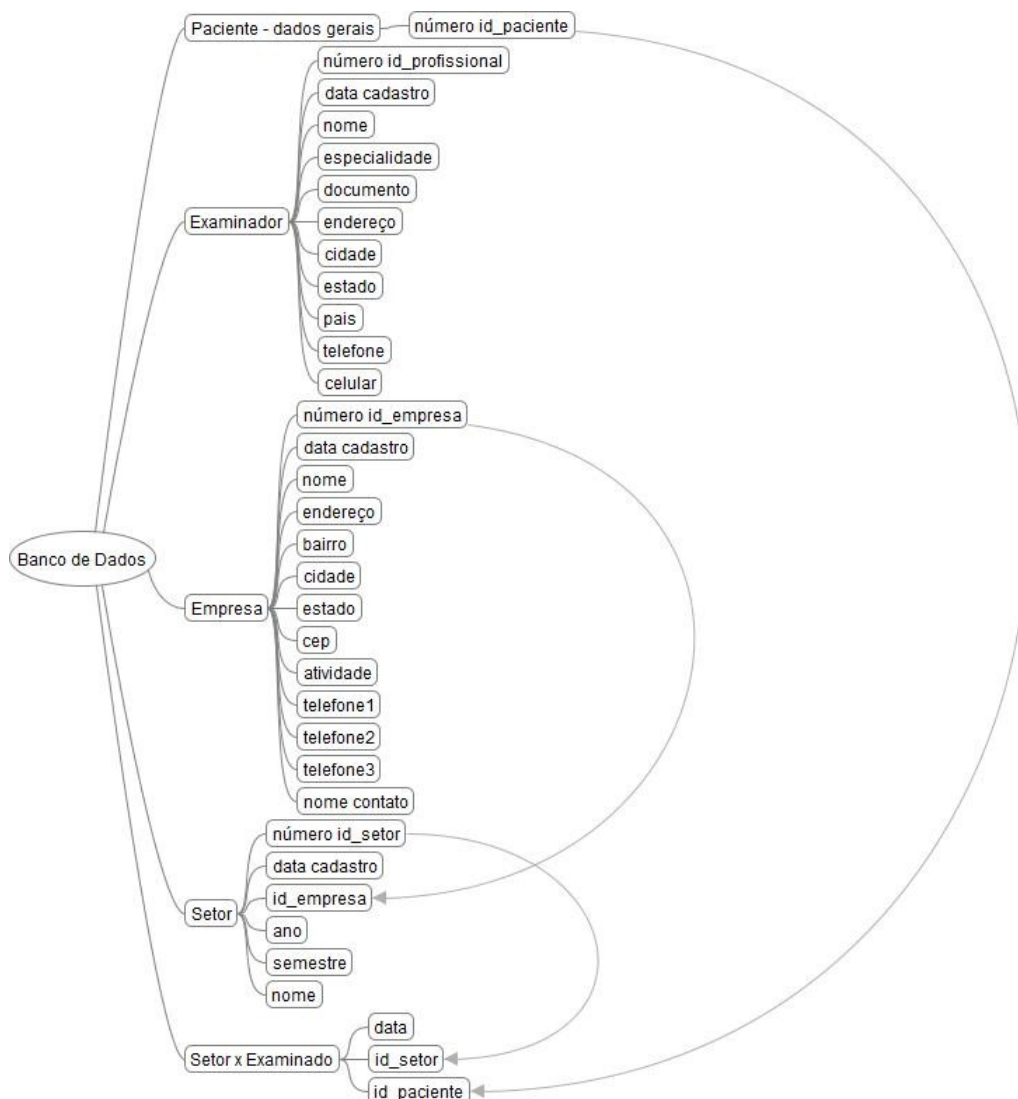 Paciente - dados gerais
número id_paciente
Examinador
número id_profissional
data cadastro
nome
especialidade
documento
endereço
cidade
estado
pais
telefone
celular
Banco de Dados
Empresa
número id_empresa
data cadastro
nome
endereço
bairro
cidade
estado
cep
atividade
telefone1
telefone2
telefone3
nome contato
Setor
número id_setor
data cadastro
id_empresa
ano
semestre
nome
Setor x Examinado
data
id_setor
id_paciente